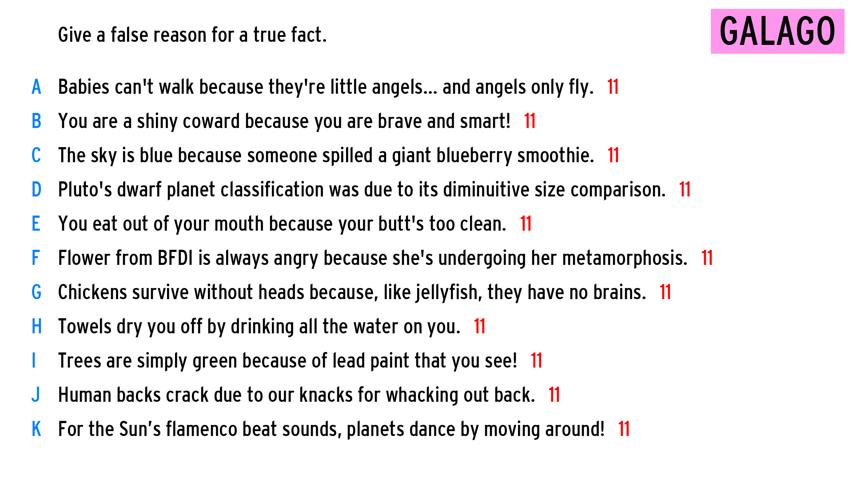 Give a false reason for a true fact.
GALAGO
A Babies can't walk because they're little angels... and angels only fly. 11
B You are a shiny coward because you are brave and smart! 11
C The sky is blue because someone spilled a giant blueberry smoothie. 11
D Pluto's dwarf planet classification was due to its diminuitive size comparison. 11
E You eat out of your mouth because your butt's too clean. 11
F Flower from BFDI is always angry because she's undergoing her metamorphosis. 11
G Chickens survive without heads because, like jellyfish, they have no brains. 11
H Towels dry you off by drinking all the water on you. 11
I Trees are simply green because of lead paint that you see! 11
J Human backs crack due to our knacks for whacking out back. 11
K For the Sun’s flamenco beat sounds, planets dance by moving around! 11